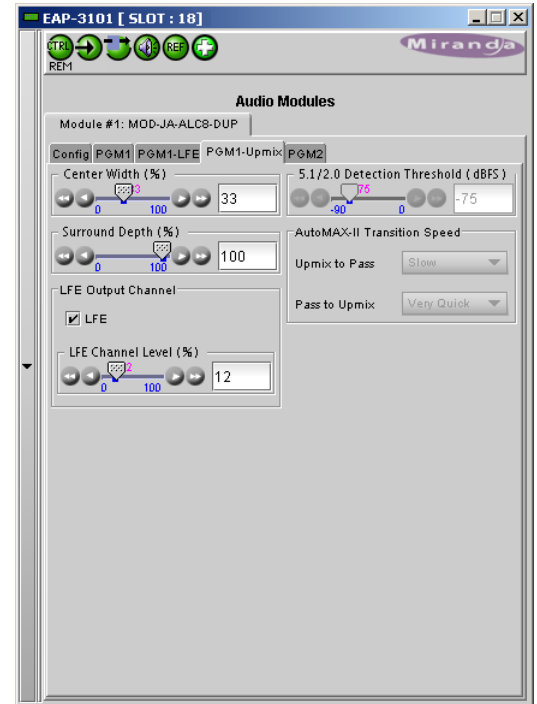 EAP-3101 [ SLOT : 18]
CTRL REF
REM
Miranda
Audio Modules
Module #1: MOD-JA-ALC8-DUP
Config PGM1 PGM1-LFE PGM1-Upmix PGM2
Center Width (%)
33
0 100
Surround Depth (%)
100
0 100
LFE Output Channel
LFE
LFE Channel Level (%)
12
0 100
5.1/2.0 Detection Threshold ( dBFS )
-75
-90 0
AutoMAX-II Transition Speed
Upmix to Pass Slow
Pass to Upmix Very Quick